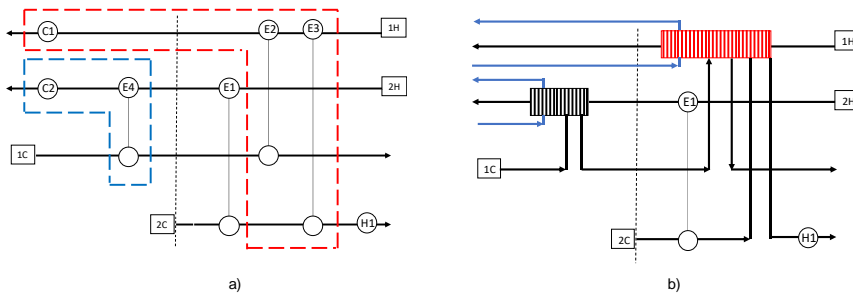 C1 E2 E3 1H
C2 E4 E1 2H
1C
2C H1
a)
1H
E1 2H
1C
2C H1
b)